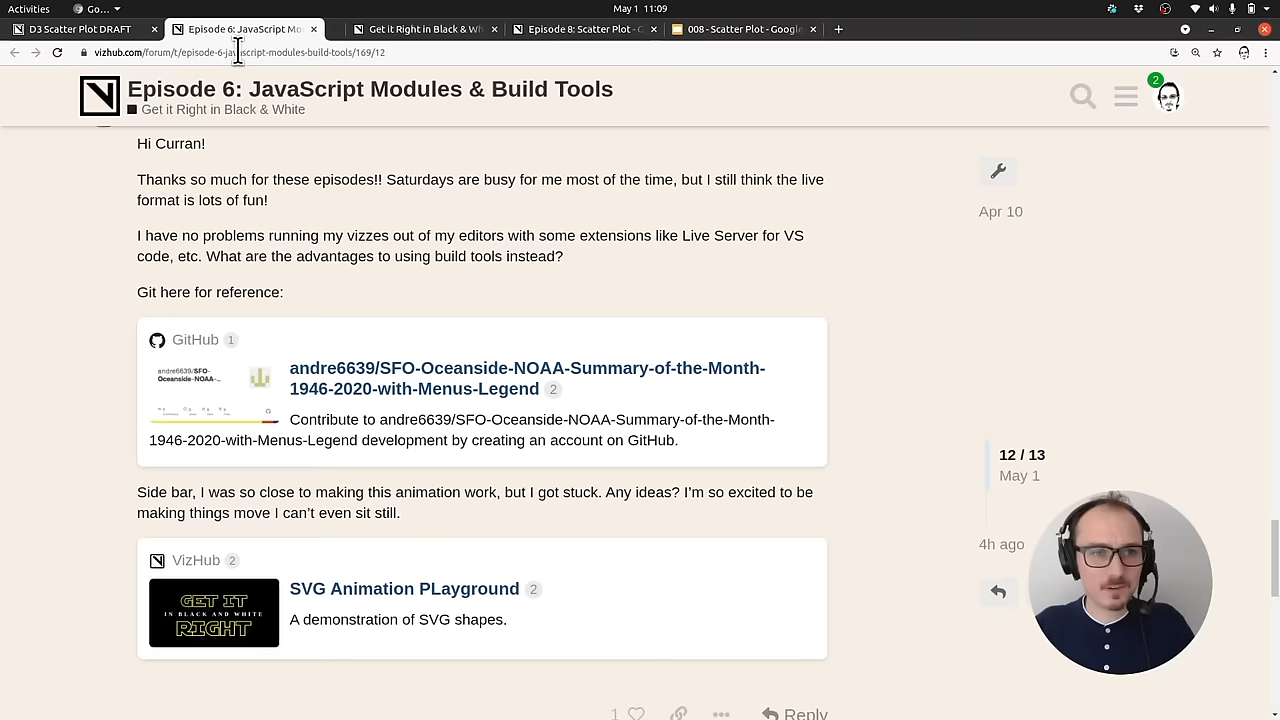 Activities
Go...
May 1 11:09
D3 Scatter Plot DRAFT
Episode 6: JavaScript Mo
Get it Right in Black & Wh
Episode 8: Scatter Plot -
008 - Scatter Plot - Google
vizhub.com/forum/t/episode-6-javascript-modules-build-tools/169/12
Episode 6: JavaScript Modules & Build Tools
Get it Right in Black & White
2
Hi Curran!
Thanks so much for these episodes!! Saturdays are busy for me most of the time, but I still think the live
format is lots of fun!
I have no problems running my vizzes out of my editors with some extensions like Live Server for VS
code, etc. What are the advantages to using build tools instead?
Git here for reference:
GitHub 1
andre6639/SFO-
Oceanside-NOAA-...
andre6639/SFO-Oceanside-NOAA-Summary-of-the-Month-
1946-2020-with-Menus-Legend 2
Contribute to andre6639/SFO-Oceanside-NOAA-Summary-of-the-Month-
1946-2020-with-Menus-Legend development by creating an account on GitHub.
Side bar, I was so close to making this animation work, but I got stuck. Any ideas? I'm so excited to be
making things move I can't even sit still.
VizHub 2
GET IT
IN BLACK AND WHITE
RIGHT
SVG Animation PLayground 2
A demonstration of SVG shapes.
1
Reply
Apr 10
12 / 13
May 1
4h ago